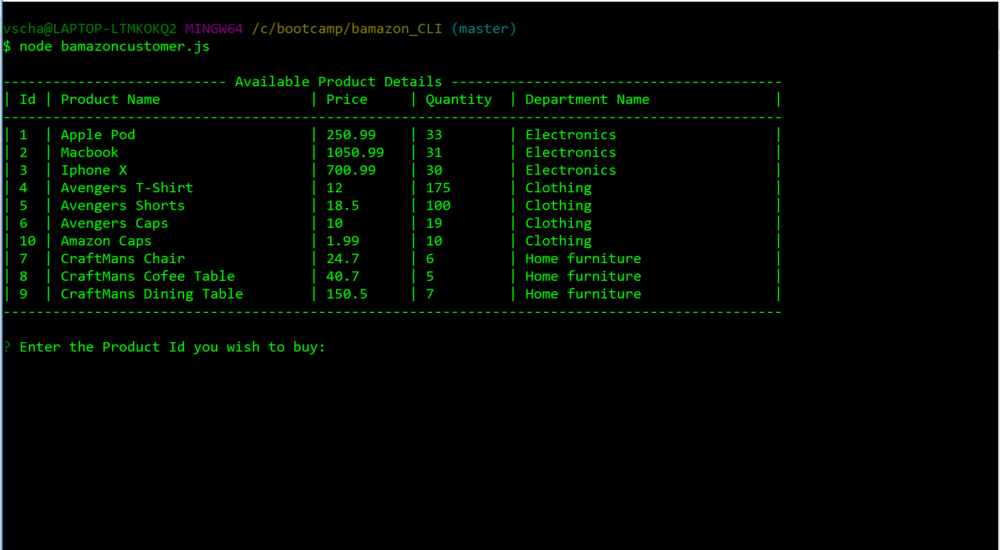 vscha@LAPTOP-LTMKOKQ2 MINGW64 /c/bootcamp/bamazon_CLI (master)
$ node bamazoncustomer.js
--------------------------- Available Product Details ----------------------------------------
| Id | Product Name                  | Price     | Quantity  | Department Name               |
----------------------------------------------------------------------------------------------
| 1  | Apple Pod                     | 250.99    | 33        | Electronics                   |
| 2  | Macbook                       | 1050.99   | 31        | Electronics                   |
| 3  | Iphone X                      | 700.99    | 30        | Electronics                   |
| 4  | Avengers T-Shirt              | 12        | 175       | Clothing                      |
| 5  | Avengers Shorts               | 18.5      | 100       | Clothing                      |
| 6  | Avengers Caps                 | 10        | 19        | Clothing                      |
| 10 | Amazon Caps                   | 1.99      | 10        | Clothing                      |
| 7  | CraftMans Chair               | 24.7      | 6         | Home furniture                |
| 8  | CraftMans Cofee Table         | 40.7      | 5         | Home furniture                |
| 9  | CraftMans Dining Table        | 150.5     | 7         | Home furniture                |
----------------------------------------------------------------------------------------------
? Enter the Product Id you wish to buy: